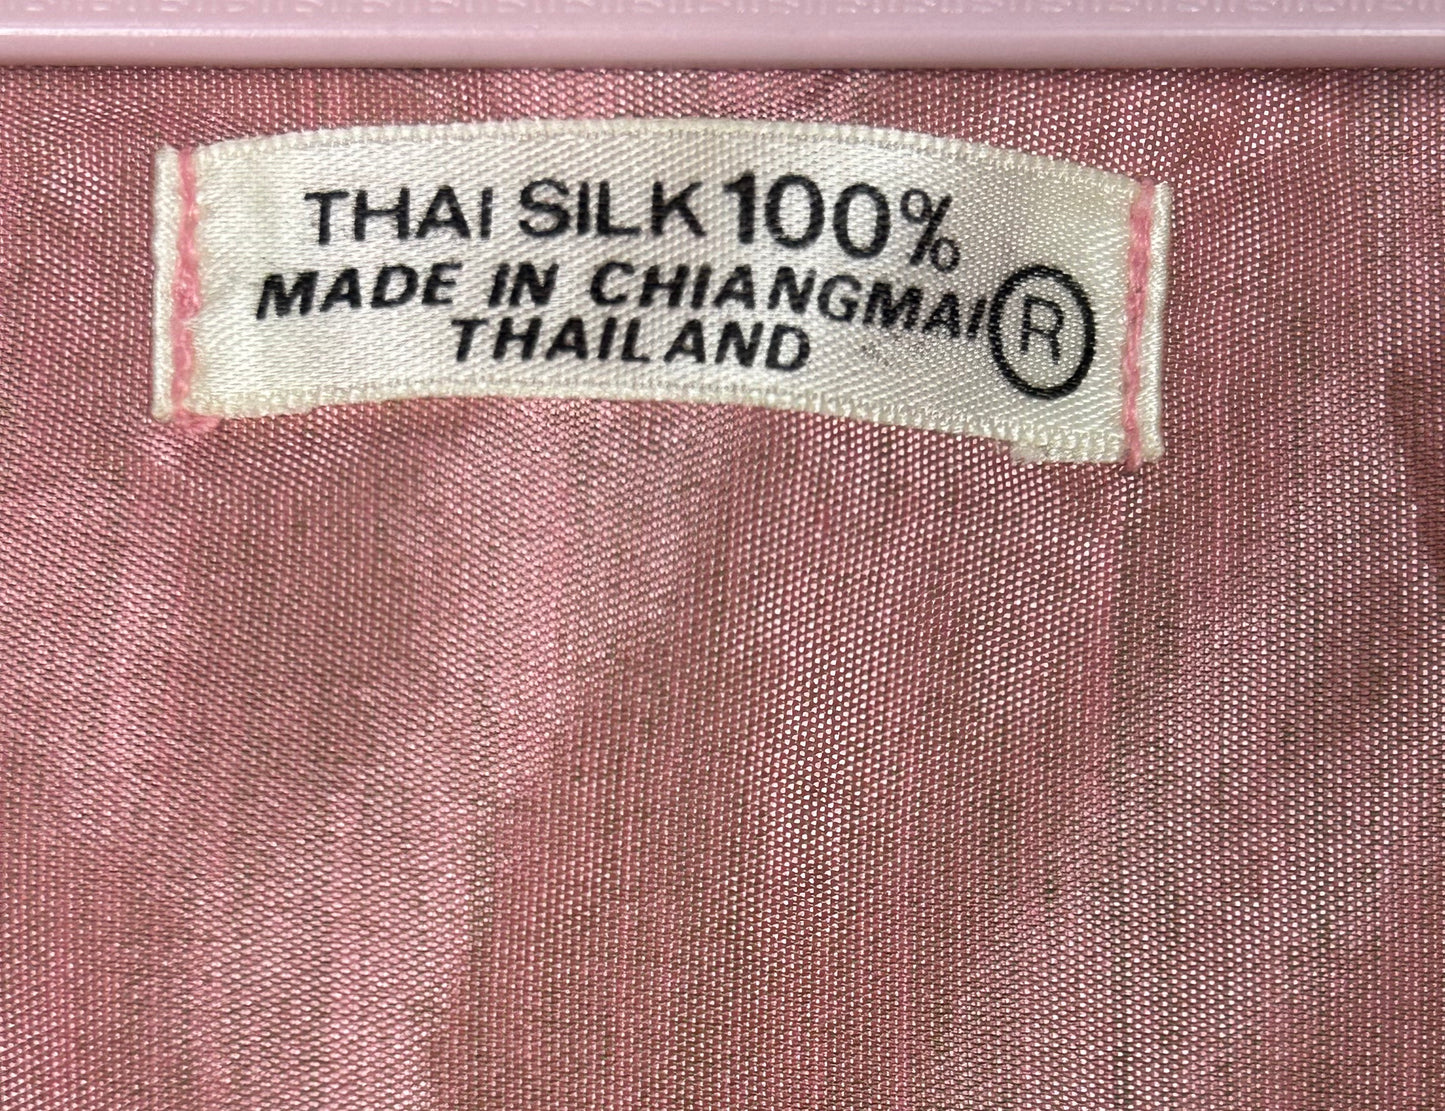 THAI SILK 100%
MADE IN CHIANGMAI ®
THAILAND